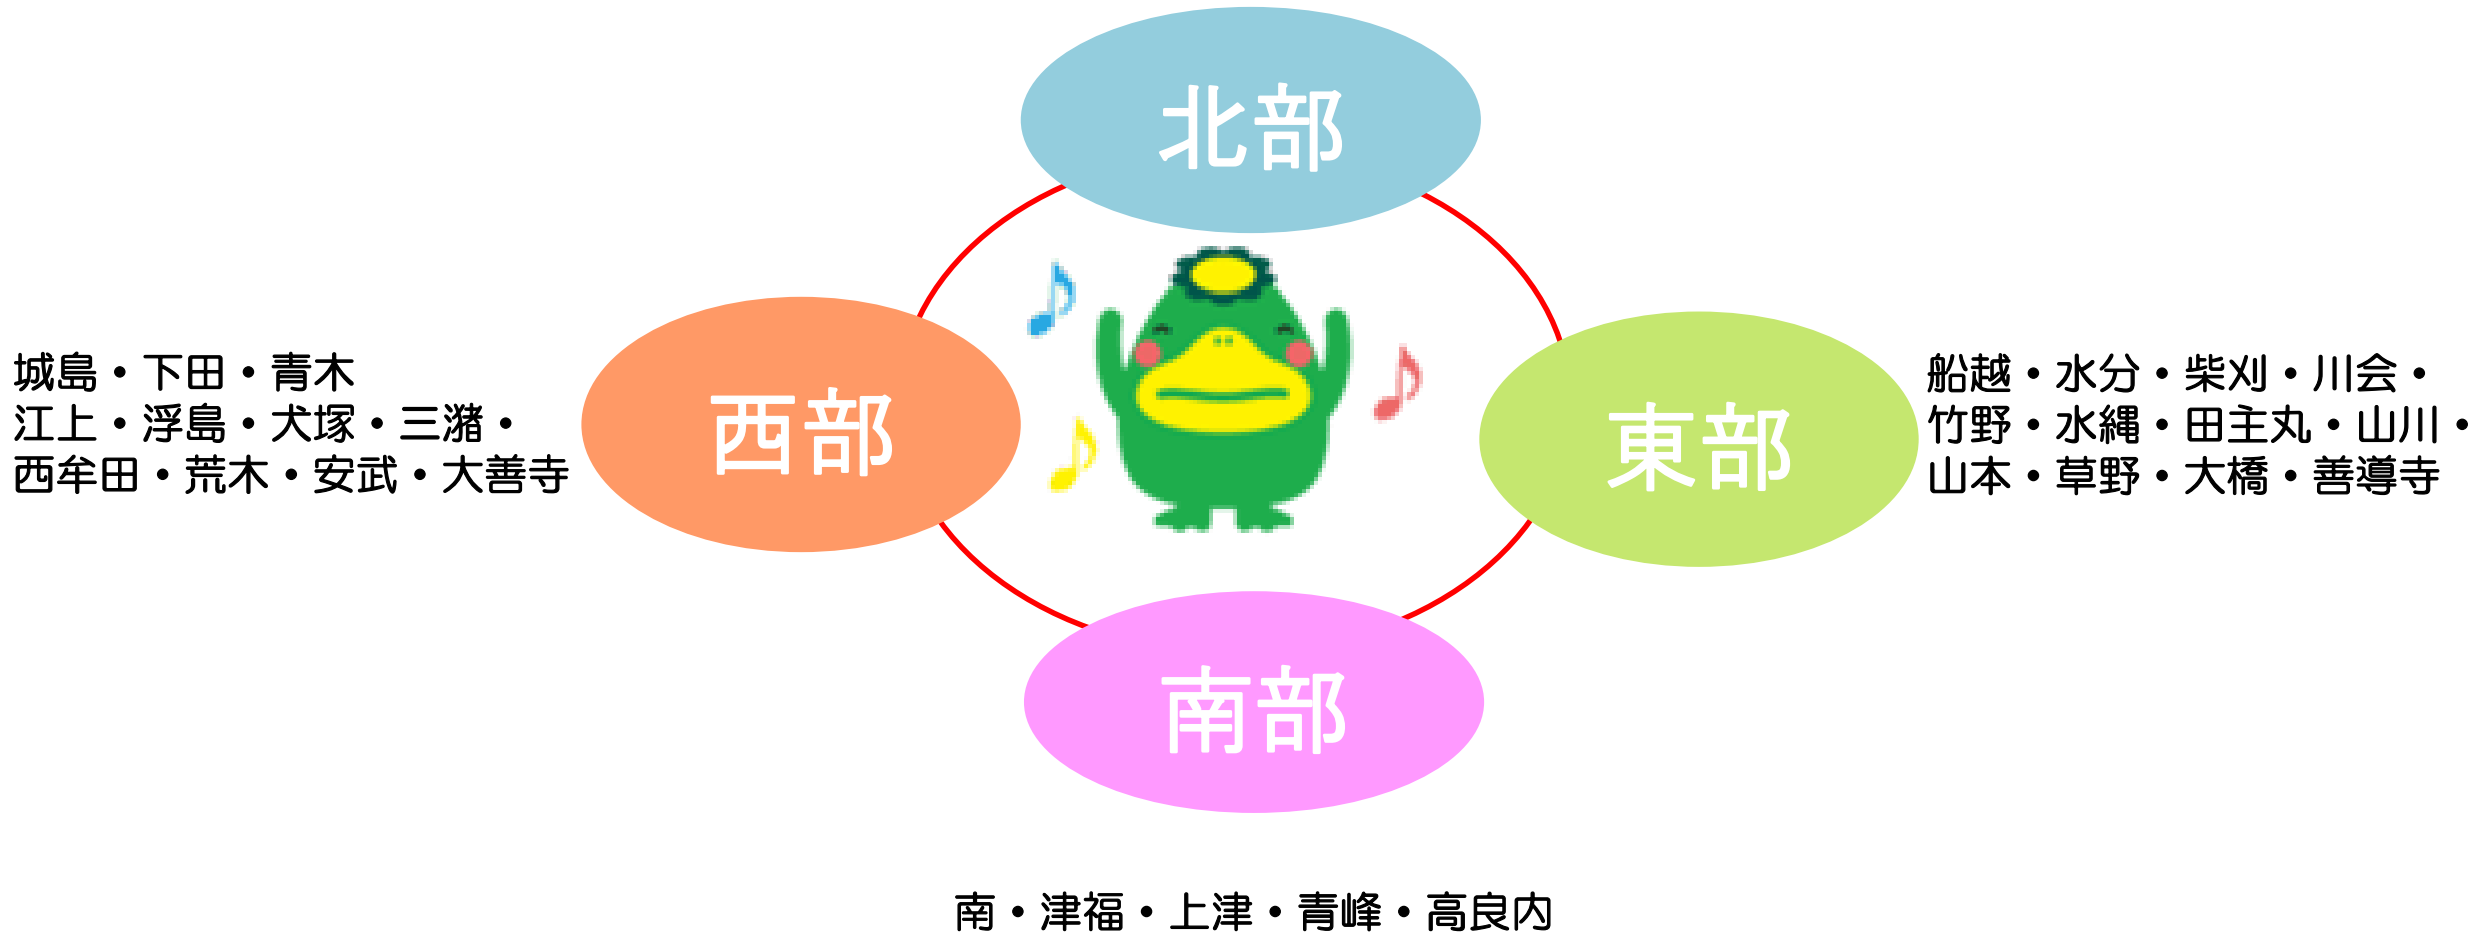 北部
西部
城島・下田・青木
江上・浮島・犬塚・三潴・
西牟田・荒木・安武・大善寺
東部
船越・水分・柴刈・川会・
竹野・水縄・田主丸・山川・
山本・草野・大橋・善導寺
南部
南・津福・上津・青峰・高良内